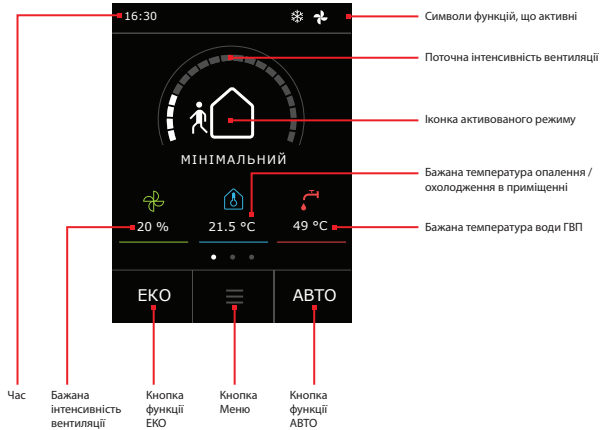 16:30
Символи функцій, що активні
Поточна інтенсивність вентиляції
Іконка активованого режиму
МІНІМАЛЬНИЙ
Бажана температура опалення /
охолодження в приміщенні
20 %
21.5 °C
49 °C
Бажана температура води ГВП
ЕКО
АВТО
Час
Бажана
інтенсивність
вентиляції
Кнопка
функції
ЕКО
Кнопка
Меню
Кнопка
функції
АВТО